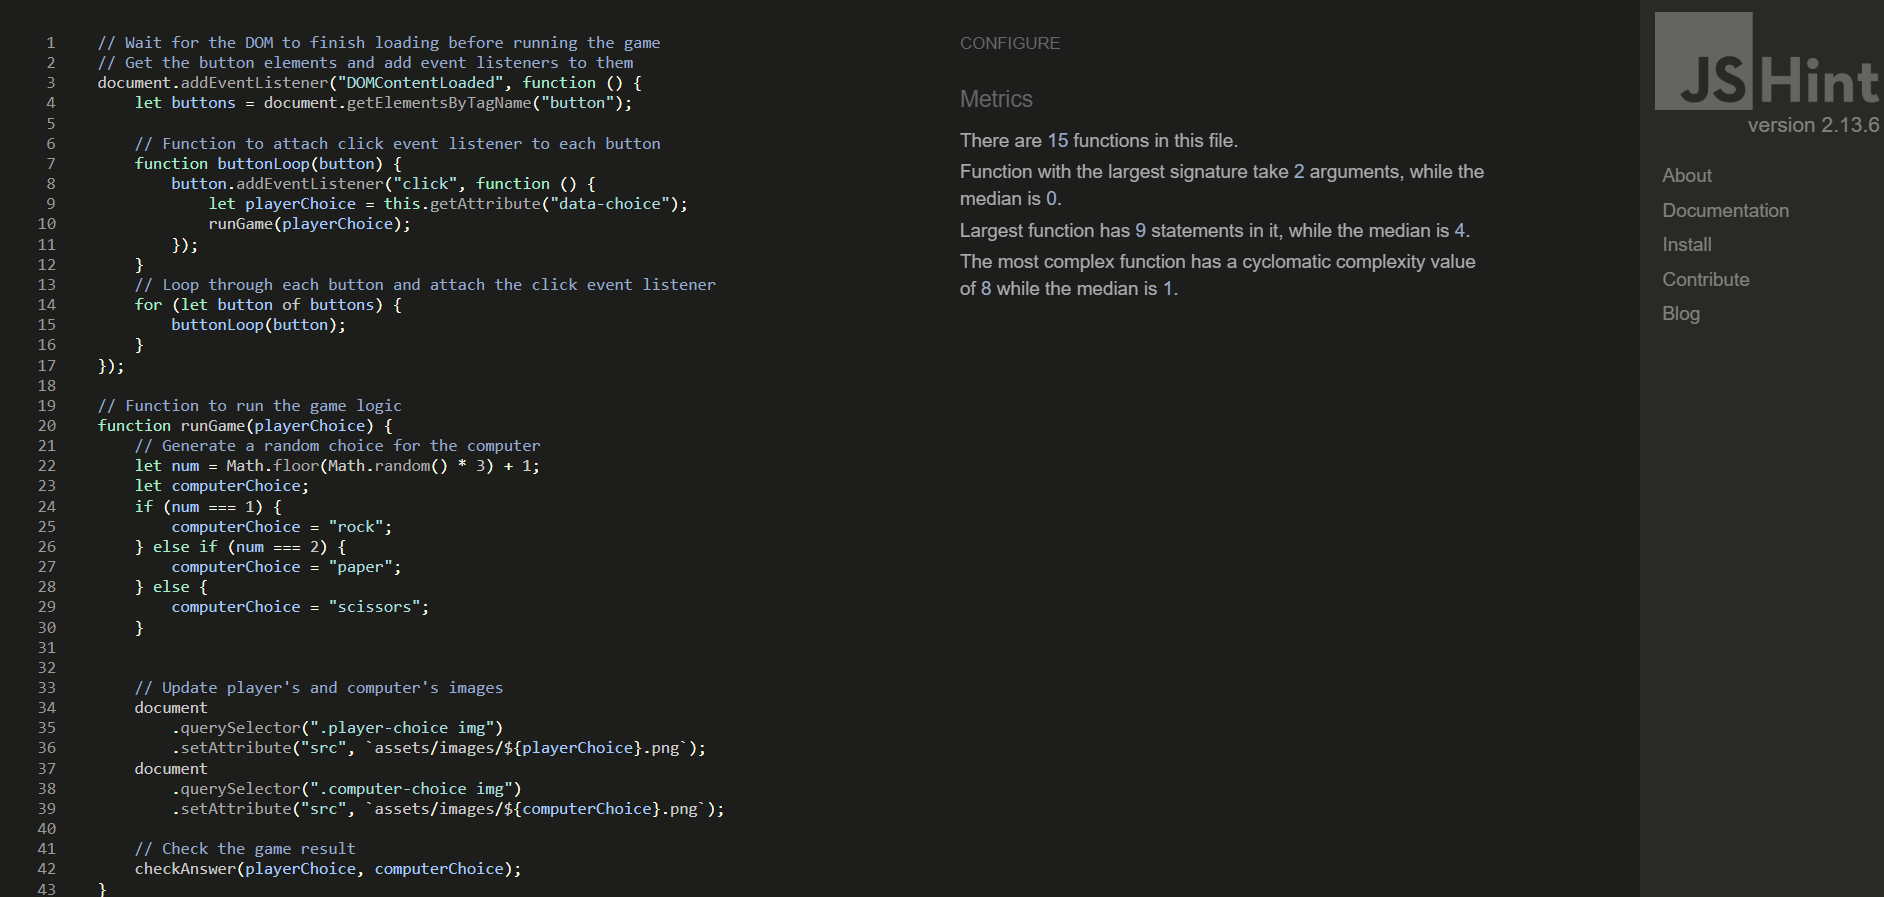 1 // Wait for the DOM to finish loading before running the game
2 // Get the button elements and add event listeners to them
3 document.addEventListener("DOMContentLoaded", function () {
4 let buttons = document.getElementsByTagName("button");
5
6 // Function to attach click event listener to each button
7 function buttonLoop(button) {
8 button.addEventListener("click", function () {
9 let playerChoice = this.getAttribute("data-choice");
10 runGame(playerChoice);
11 });
12 }
13 // Loop through each button and attach the click event listener
14 for (let button of buttons) {
15 buttonLoop(button);
16 }
17 });
18
19 // Function to run the game logic
20 function runGame(playerChoice) {
21 // Generate a random choice for the computer
22 let num = Math.floor(Math.random() * 3) + 1;
23 let computerChoice;
24 if (num === 1) {
25 computerChoice = "rock";
26 } else if (num === 2) {
27 computerChoice = "paper";
28 } else {
29 computerChoice = "scissors";
30 }
31
32
33 // Update player's and computer's images
34 document
35 .querySelector(".player-choice img")
36 .setAttribute("src", `assets/images/${playerChoice}.png`);
37 document
38 .querySelector(".computer-choice img")
39 .setAttribute("src", `assets/images/${computerChoice}.png`);
40
41 // Check the game result
42 checkAnswer(playerChoice, computerChoice);
43 }
CONFIGURE
Metrics
There are 15 functions in this file.
Function with the largest signature take 2 arguments, while the
median is 0.
Largest function has 9 statements in it, while the median is 4.
The most complex function has a cyclomatic complexity value
of 8 while the median is 1.
JSHint
version 2.13.6
About
Documentation
Install
Contribute
Blog